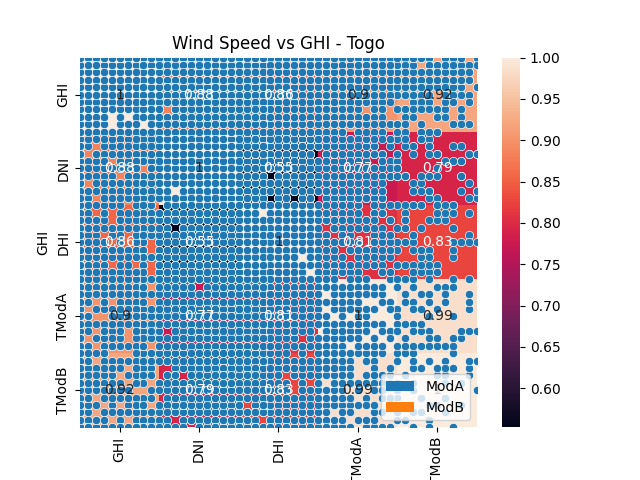 Wind Speed vs GHI - Togo
GHI
DNI
DHI
TModA
TModB
GHI
1 0.88 0.86 0.9 0.92
0.88 1 0.55 0.77 0.79
0.86 0.55 1 0.81 0.83
0.9 0.77 0.81 1 0.99
0.92 0.79 0.83 0.99
ModA
ModB
GHI
DNI
DHI
TModA
TModB
1.00
0.95
0.90
0.85
0.80
0.75
0.70
0.65
0.60